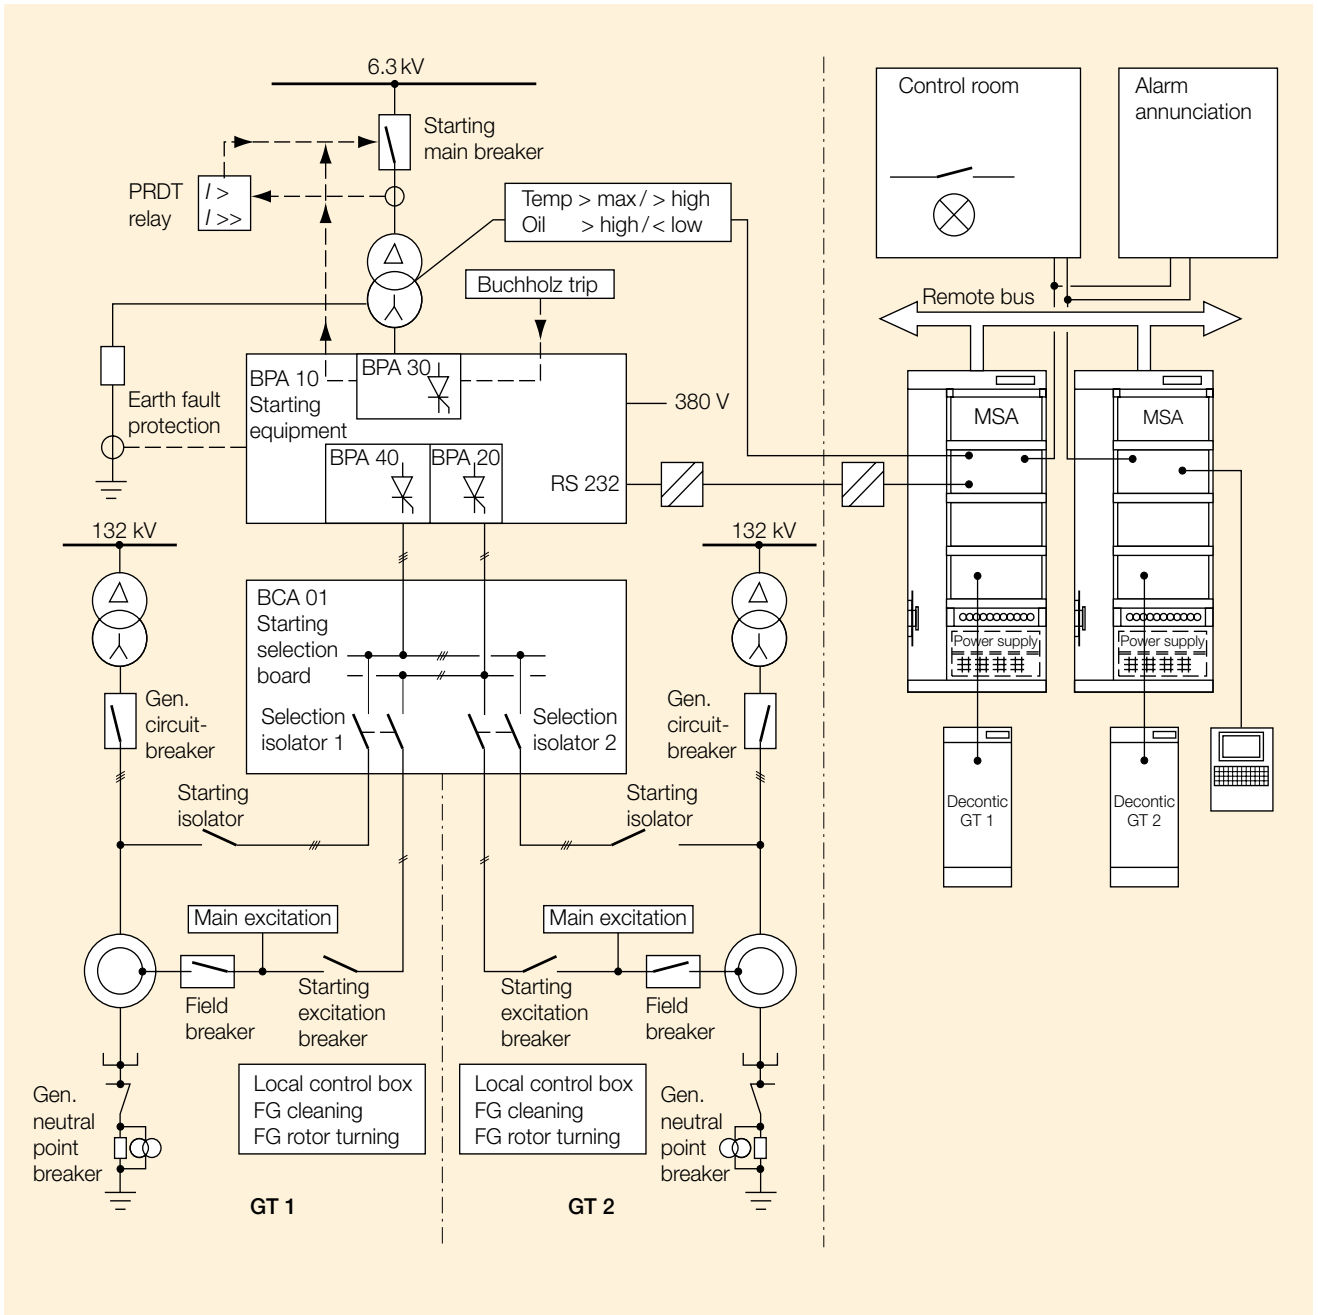 6.3 kV
Starting
main breaker
PRDT
relay
I >
I >>
Temp > max / > high
Oil > high / < low
Buchholz trip
BPA 10
Starting
equipment
BPA 30
380 V
Earth fault
protection
BPA 40
BPA 20
RS 232
132 kV
132 kV
BCA 01
Starting
selection
board
Selection
isolator 1
Selection
isolator 2
Gen.
circuit-
breaker
Gen.
circuit-
breaker
Starting
isolator
Starting
isolator
Main excitation
Main excitation
Field
breaker
Starting
excitation
breaker
Starting
excitation
breaker
Field
breaker
Gen.
neutral
point
breaker
Local control box
FG cleaning
FG rotor turning
Local control box
FG cleaning
FG rotor turning
Gen.
neutral
point
breaker
GT 1
GT 2
Control room
Alarm
annunciation
Remote bus
MSA
MSA
Power supply
Power supply
Decontic
GT 1
Decontic
GT 2